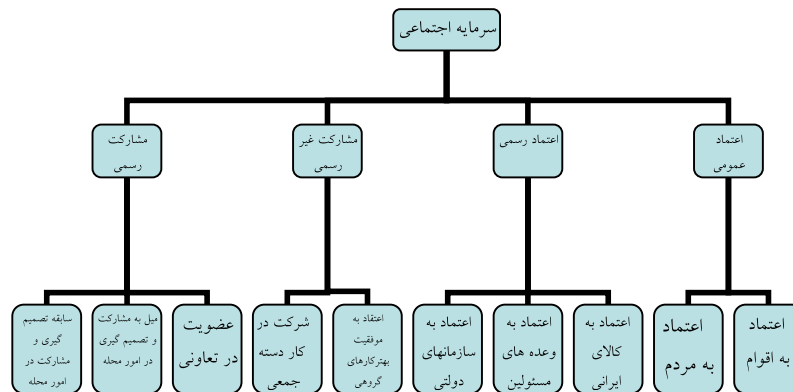 سرمایه اجتماعی
اعتماد
عمومی
اعتماد رسمی
مشارکت غیر
رسمی
مشارکت
رسمی
اعتماد
به اقوام
اعتماد
به مردم
اعتماد به
کالای
ایرانی
اعتماد به
وعده های
مسئولین
اعتماد به
سازمانهای
دولتی
اعتقاد به
موفقیت
بهترکارهای
گروهی
شرکت در
کار دسته
جمعی
عضویت
در تعاونی
میل به مشارکت
و تصمیم گیری
در امور محله
سابقه تصمیم
گیری و
مشارکت در
امور محله